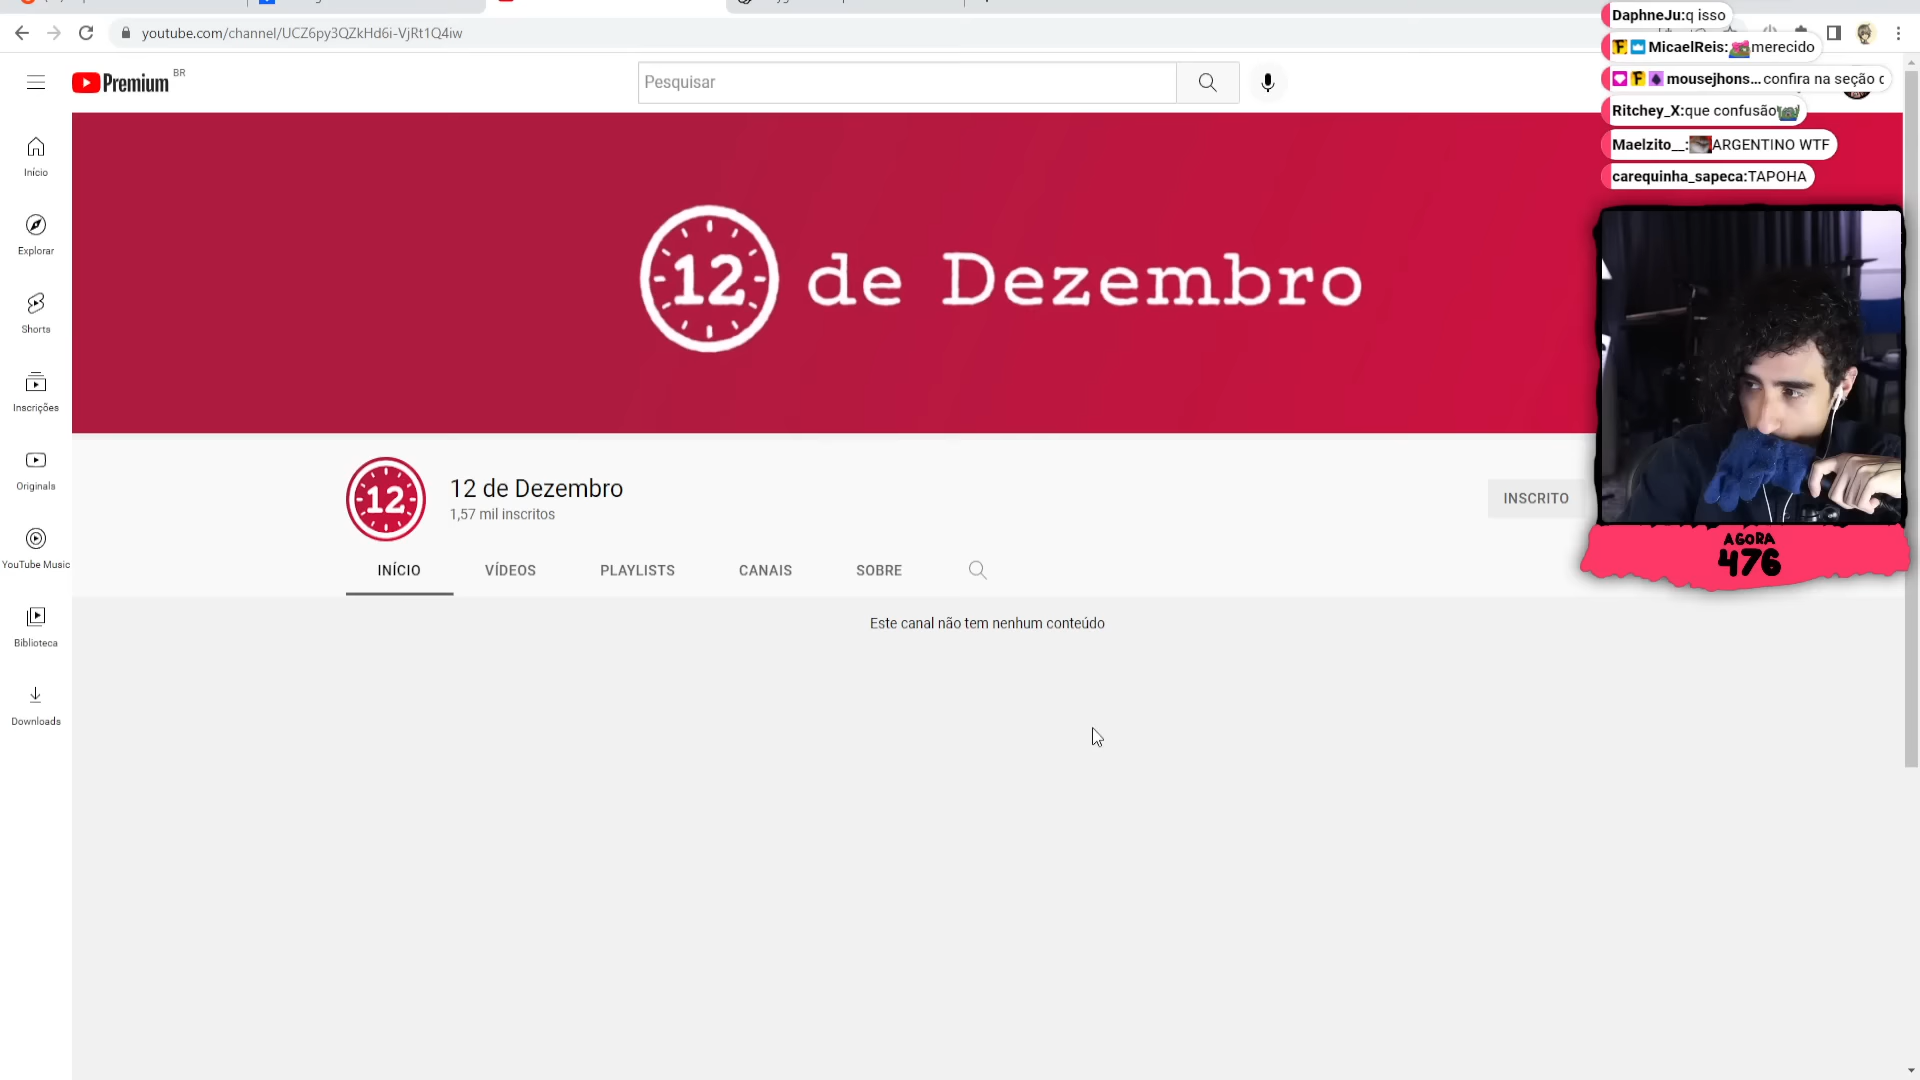 youtube.com/channel/UCZ6py3QZkHd6i-VjRt1Q4iw
Premium BR
Pesquisar
Início
Explorar
Shorts
Inscrições
Originals
YouTube Music
Biblioteca
Downloads
12 de Dezembro
12
12 de Dezembro
1,57 mil inscritos
INSCRITO
INÍCIO VÍDEOS PLAYLISTS CANAIS SOBRE
Este canal não tem nenhum conteúdo
DaphneJu:q isso
MicaelReis: merecido
mousejhons... confira na seção
Ritchey_X:que confusão
Maelzito__: ARGENTINO WTF
carequinha_sapeca:TAPOHA
AGORA
476